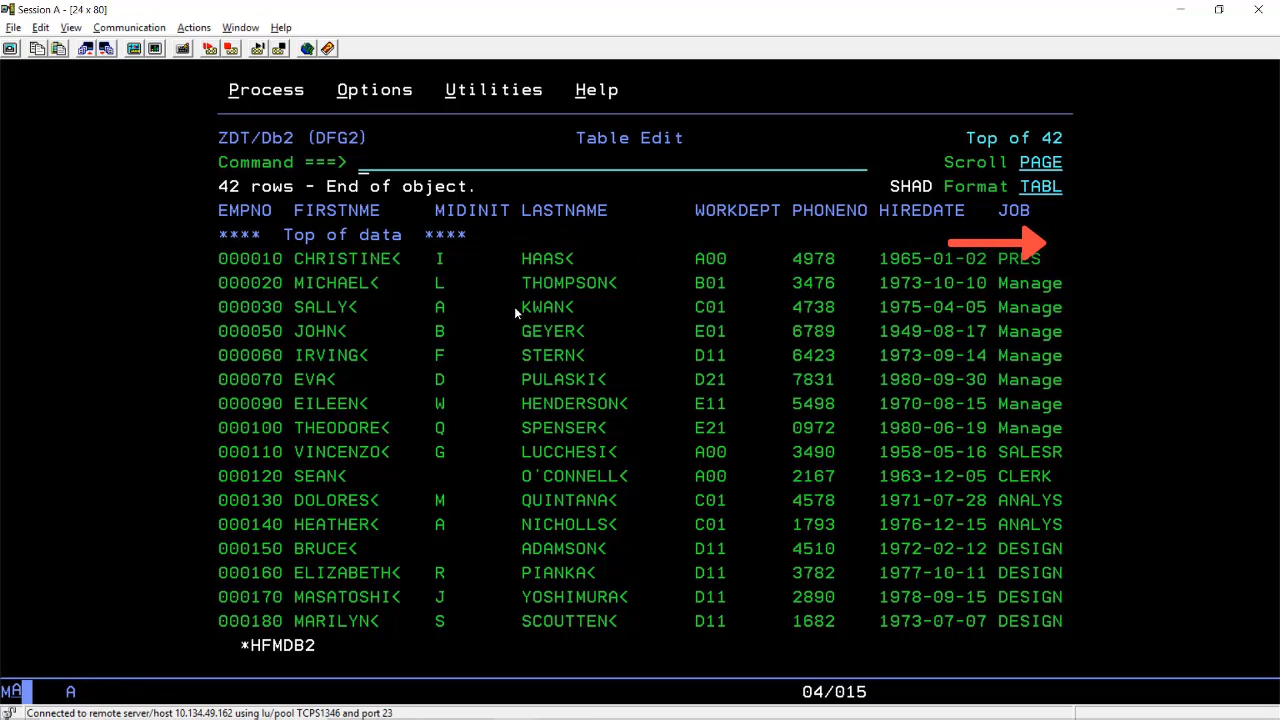 Session A - [24 x 80]
File Edit View Communication Actions Window Help
Process Options Utilities Help
ZDT/Db2 (DFG2) Table Edit Top of 42
Command ===> Scroll PAGE
42 rows - End of object. SHAD Format TABL
EMPNO FIRSTNME MIDINIT LASTNAME WORKDEPT PHONENO HIREDATE JOB
**** Top of data ****
000010 CHRISTINE< I HAAS< A00 4978 1965-01-02 PRES
000020 MICHAEL< L THOMPSON< B01 3476 1973-10-10 Manage
000030 SALLY< A KWAN< C01 4738 1975-04-05 Manage
000050 JOHN< B GEYER< E01 6789 1949-08-17 Manage
000060 IRVING< F STERN< D11 6423 1973-09-14 Manage
000070 EVA< D PULASKI< D21 7831 1980-09-30 Manage
000090 EILEEN< W HENDERSON< E11 5498 1970-08-15 Manage
000100 THEODORE< Q SPENSER< E21 0972 1980-06-19 Manage
000110 VINCENZO< G LUCCHESI< A00 3490 1958-05-16 SALESR
000120 SEAN< O'CONNELL< A00 2167 1963-12-05 CLERK
000130 DOLORES< M QUINTANA< C01 4578 1971-07-28 ANALYS
000140 HEATHER< A NICHOLLS< C01 1793 1976-12-15 ANALYS
000150 BRUCE< ADAMSON< D11 4510 1972-02-12 DESIGN
000160 ELIZABETH< R PIANKA< D11 3782 1977-10-11 DESIGN
000170 MASATOSHI< J YOSHIMURA< D11 2890 1978-09-15 DESIGN
000180 MARILYN< S SCOUTTEN< D11 1682 1973-07-07 DESIGN
*HFMDB2
MA A 04/015
Connected to remote server/host 10.134.49.162 using lu/pool TCPS1346 and port 23